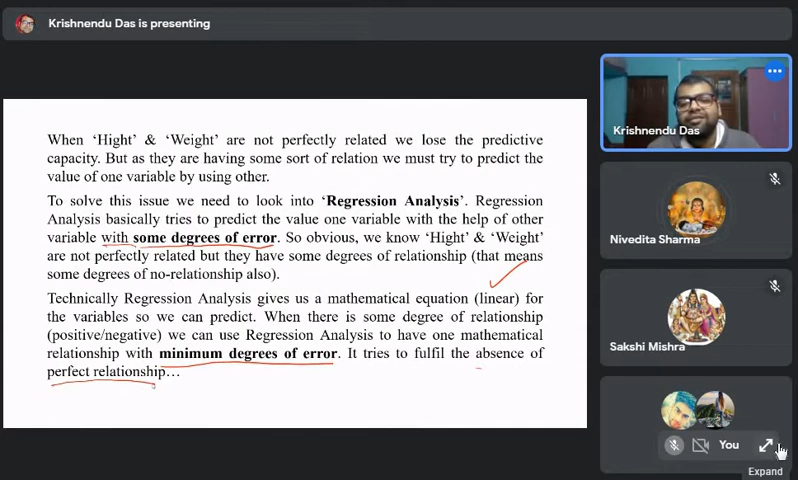 Krishnendu Das is presenting
When ‘Hight’ & ‘Weight’ are not perfectly related we lose the predictive
capacity. But as they are having some sort of relation we must try to predict the
value of one variable by using other.
To solve this issue we need to look into ‘Regression Analysis’. Regression
Analysis basically tries to predict the value one variable with the help of other
variable with some degrees of error. So obvious, we know ‘Hight’ & ‘Weight’
are not perfectly related but they have some degrees of relationship (that means
some degrees of no-relationship also).
Technically Regression Analysis gives us a mathematical equation (linear) for
the variables so we can predict. When there is some degree of relationship
(positive/negative) we can use Regression Analysis to have one mathematical
relationship with minimum degrees of error. It tries to fulfil the absence of
perfect relationship…
Krishnendu Das
Nivedita Sharma
Sakshi Mishra
You
Expand